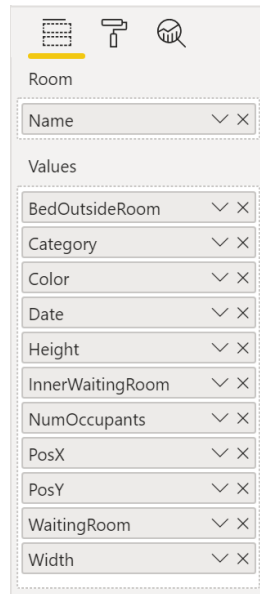 Room
Name
Values
BedOutsideRoom
Category
Color
Date
Height
InnerWaitingRoom
NumOccupants
PosX
PosY
WaitingRoom
Width